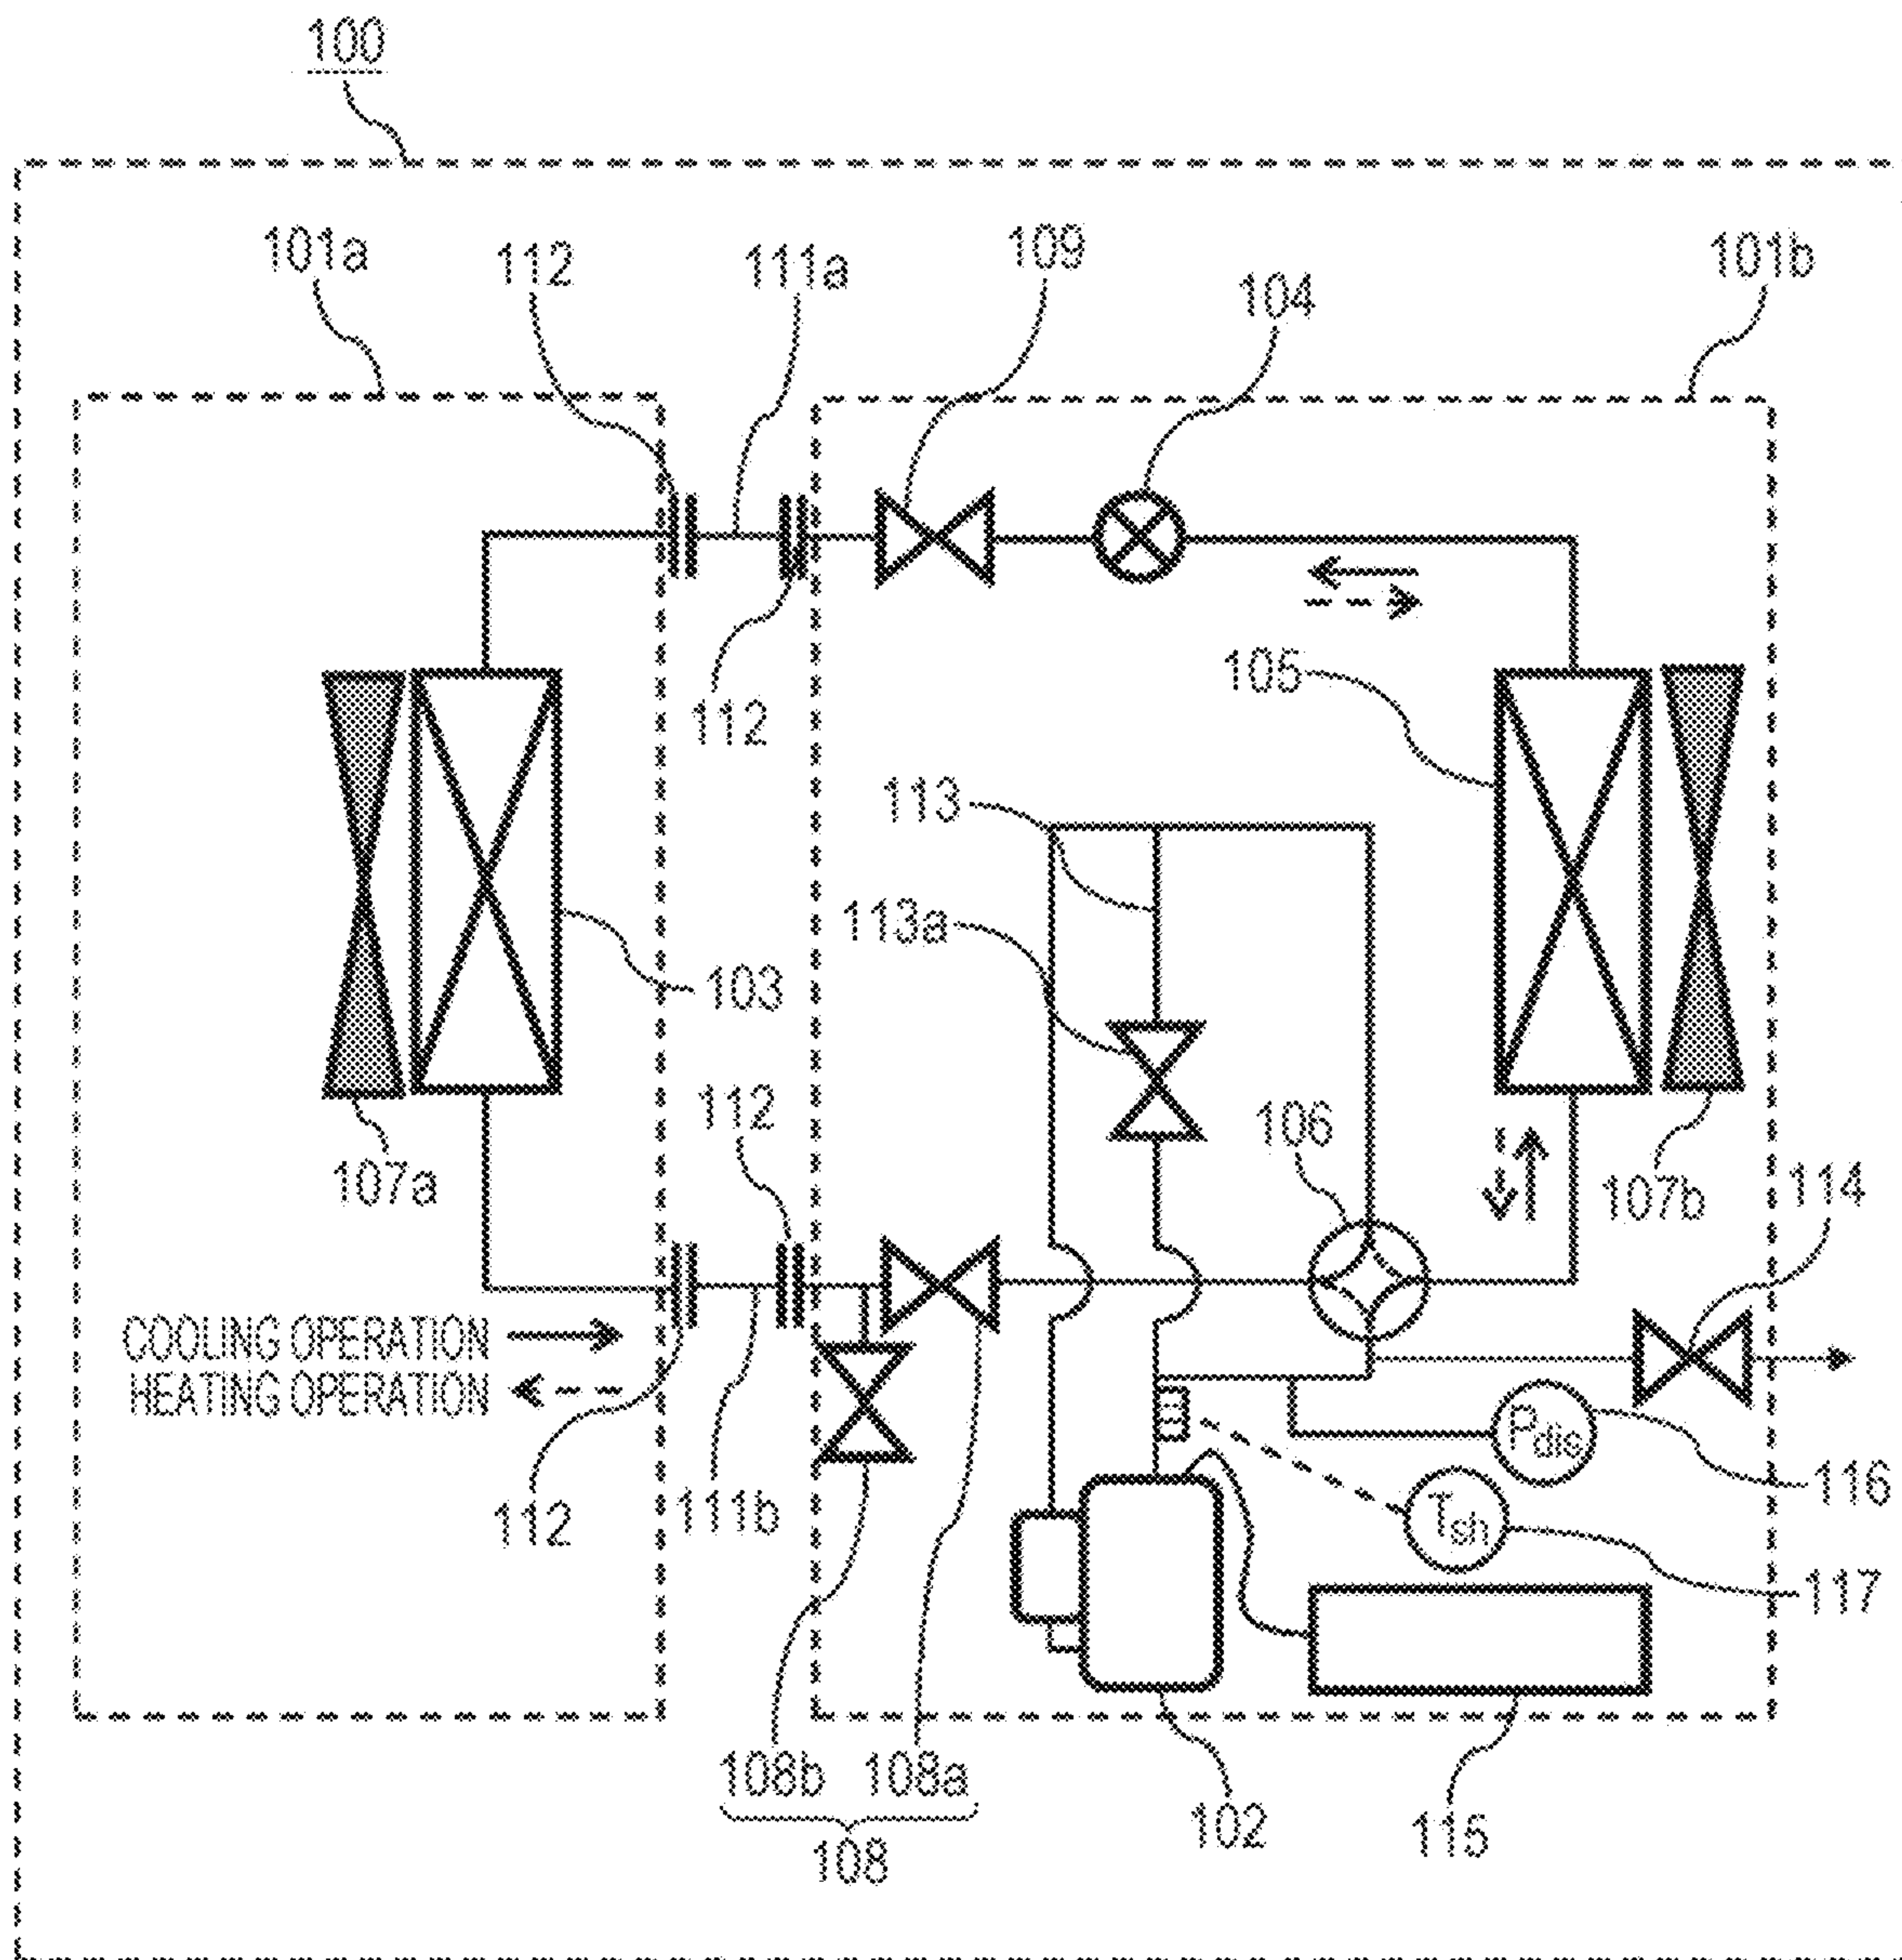 100
101a
112
111a
109
104
101b
112
105
113
113a
103
107a
112
106
107b
114
COOLING OPERATION
HEATING OPERATION
112
111b
Pdis
116
Tsh
117
108b
108a
108
102
115